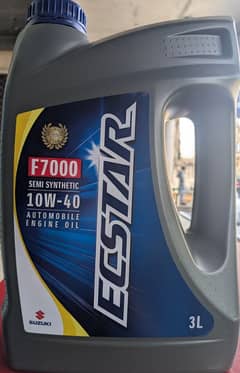 F7000
SEMI SYNTHETIC
10W-40
AUTOMOBILE
ENGINE OIL
ECSTAR
SUZUKI
3L